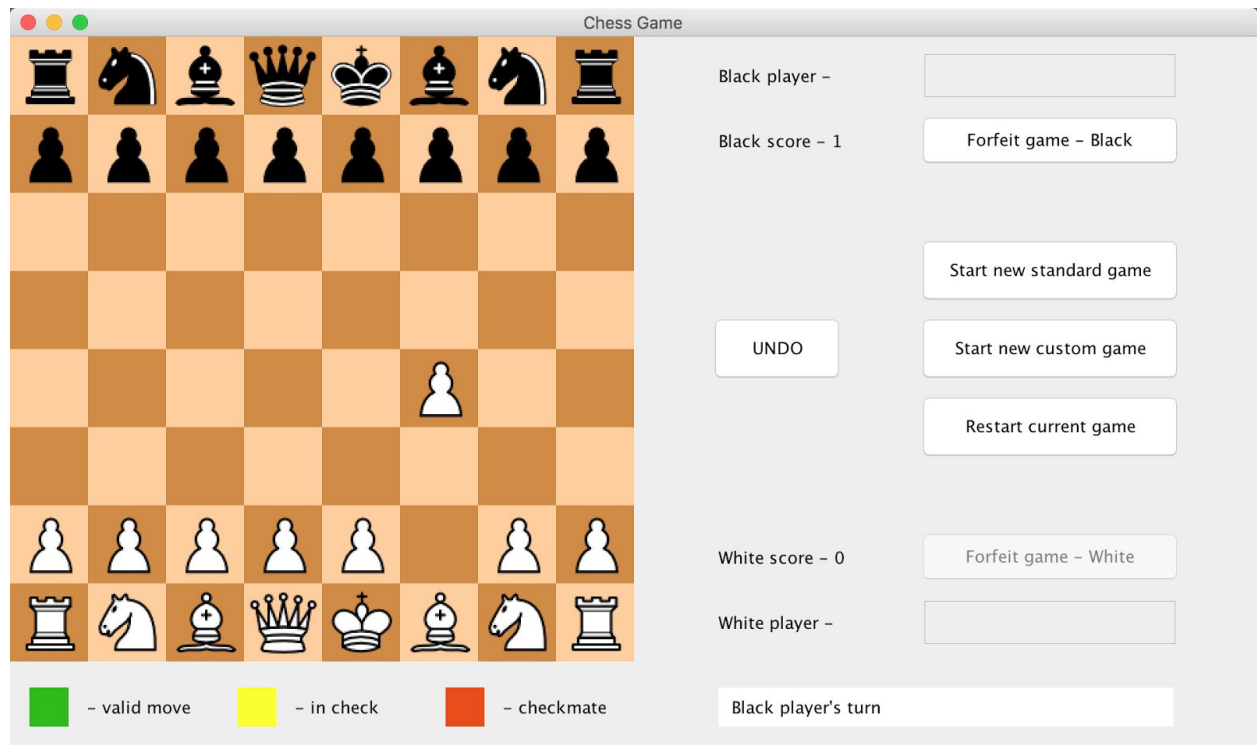 Chess Game
Black player –
Black score – 1
Forfeit game – Black
Start new standard game
UNDO
Start new custom game
Restart current game
White score – 0
Forfeit game – White
White player –
– valid move
– in check
– checkmate
Black player's turn